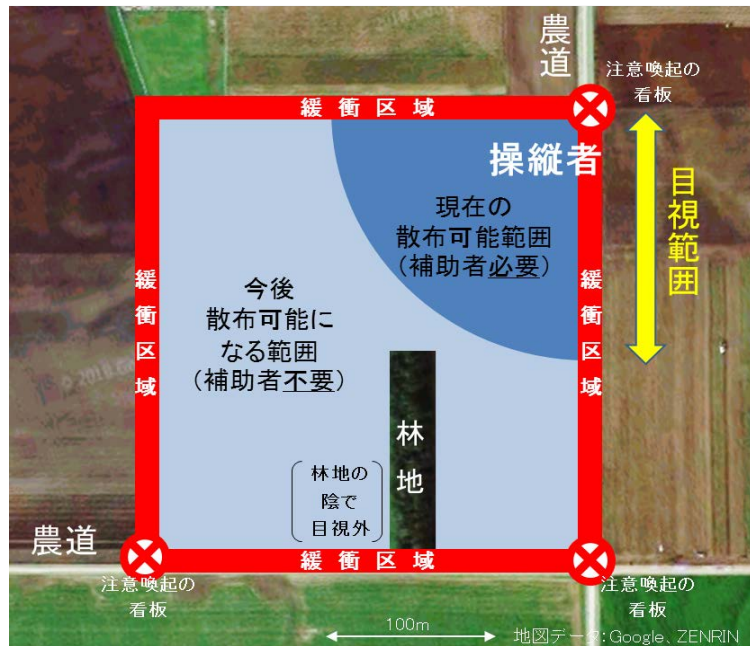 農道
注意喚起の
看板
緩衝区域
操縦者
現在の
散布可能範囲
(補助者必要)
目視範囲
緩衝区域
今後
散布可能に
なる範囲
(補助者不要)
緩衝区域
林地
林地の
陰で
目視外
農道
緩衝区域
注意喚起の
看板
注意喚起の
看板
100m
地図データ:Google、ZENRIN